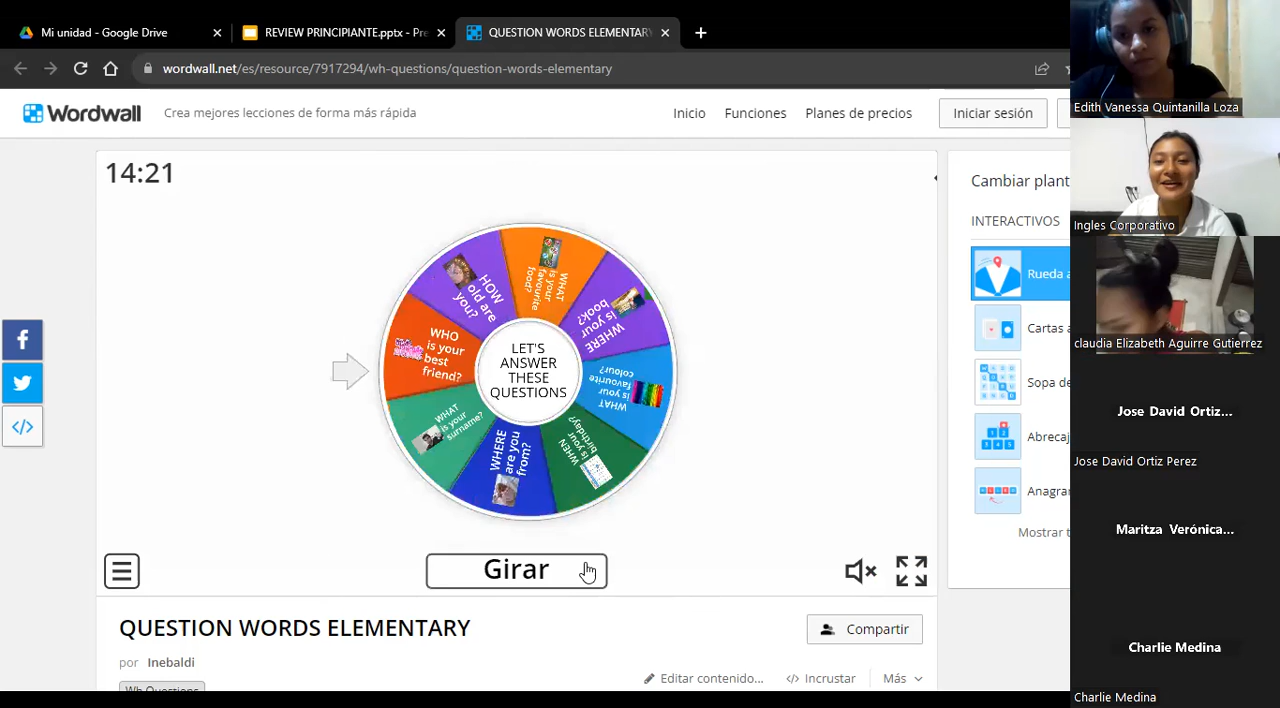 Mi unidad - Google Drive
REVIEW PRINCIPIANTE.pptx - Pre
QUESTION WORDS ELEMENTARY
wordwall.net/es/resource/7917294/wh-questions/question-words-elementary
Wordwall
Crea mejores lecciones de forma más rápida
Inicio
Funciones
Planes de precios
Iniciar sesión
14:21
WHAT
is your
favourite
food?
WHERE
is your
book?
WHAT
is your
favourite
colour?
WHEN
is your
birthday?
WHERE
are you
from?
WHAT
is your
surname?
WHO
is your
best
friend?
HOW
old are
you?
LET'S
ANSWER
THESE
QUESTIONS
Girar
Cambiar plant
INTERACTIVOS
Rueda a
Cartas a
Sopa de
Abrecaj
Anagra
Mostrar t
QUESTION WORDS ELEMENTARY
por Inebaldi
Wh Questions
Compartir
Editar contenido...
Incrustar
Más
Edith Vanessa Quintanilla Loza
Ingles Corporativo
claudia Elizabeth Aguirre Gutierrez
Jose David Ortiz...
Jose David Ortiz Perez
Maritza Verónica...
Charlie Medina
Charlie Medina